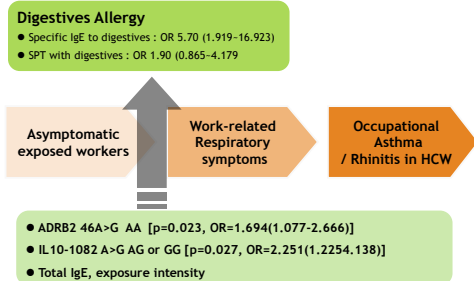 Digestives Allergy
● Specific IgE to digestives : OR 5.70 (1.919-16.923)
● SPT with digestives : OR 1.90 (0.865-4.179
Asymptomatic
exposed workers
Work-related
Respiratory
symptoms
Occupational
Asthma
/ Rhinitis in HCW
● ADRB2 46A>G AA [p=0.023, OR=1.694(1.077-2.666)]
● IL10-1082 A>G AG or GG [p=0.027, OR=2.251(1.2254.138)]
● Total IgE, exposure intensity